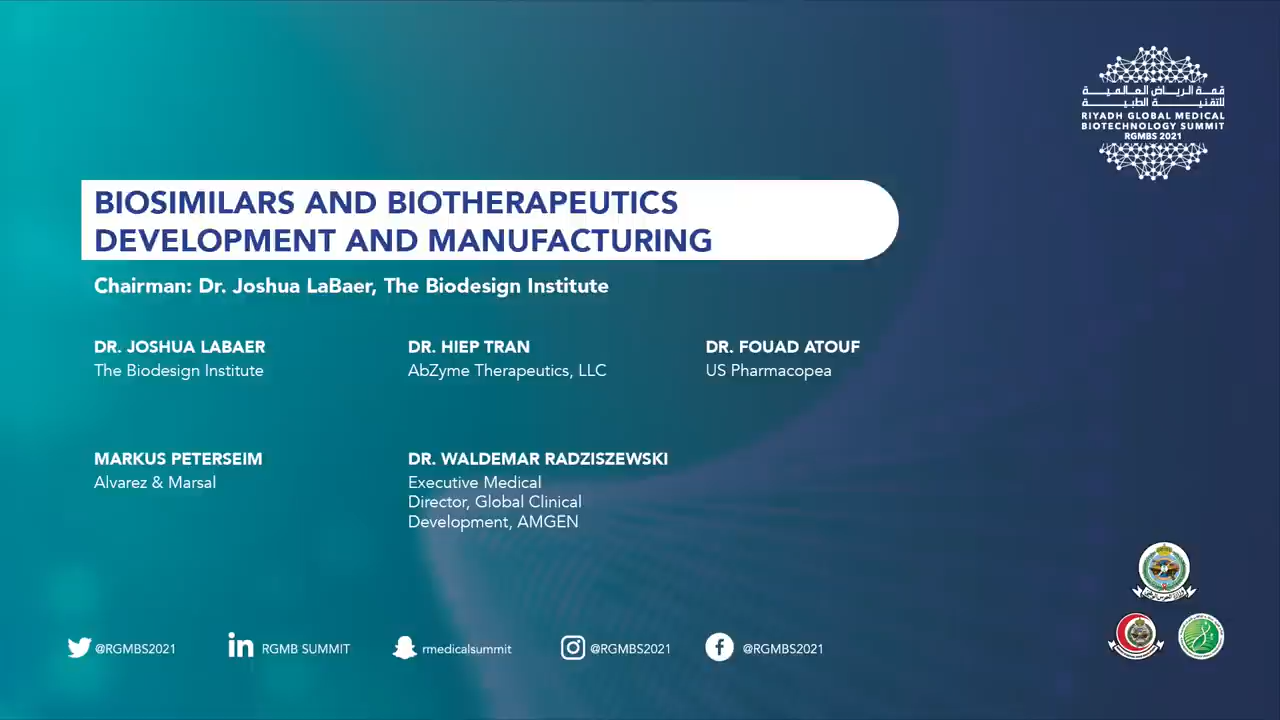 قمة الرياض العالمية
للتقنية الطبية
RIYADH GLOBAL MEDICAL
BIOTECHNOLOGY SUMMIT
RGMBS 2021
BIOSIMILARS AND BIOTHERAPEUTICS
DEVELOPMENT AND MANUFACTURING
Chairman: Dr. Joshua LaBaer, The Biodesign Institute
DR. JOSHUA LABAER
The Biodesign Institute
DR. HIEP TRAN
AbZyme Therapeutics, LLC
DR. FOUAD ATOUF
US Pharmacopea
MARKUS PETERSEIM
Alvarez & Marsal
DR. WALDEMAR RADZISZEWSKI
Executive Medical
Director, Global Clinical
Development, AMGEN
@RGMBS2021
RGMB SUMMIT
rmedicalsummit
@RGMBS2021
@RGMBS2021